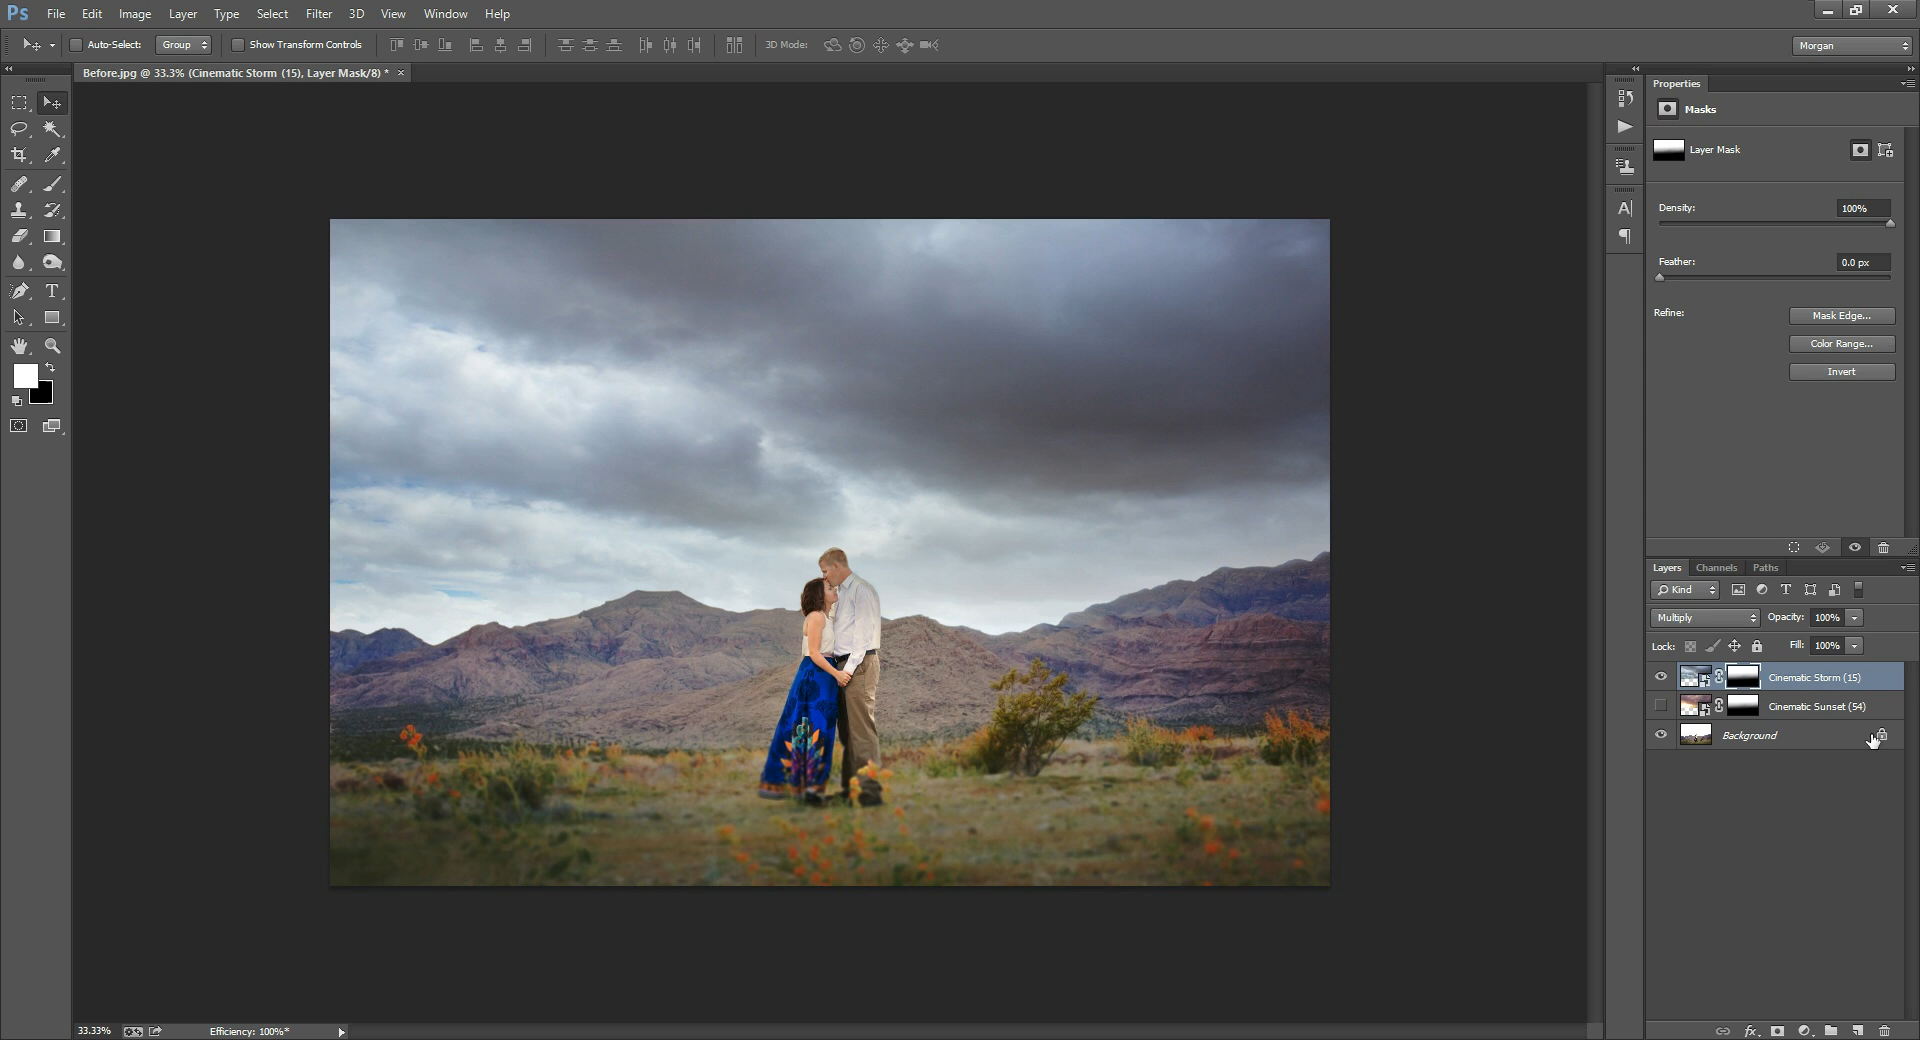 Ps File Edit Image Layer Type Select Filter 3D View Window Help
Auto-Select: Group Show Transform Controls 3D Mode: Morgan
Before.jpg @ 33.3% (Cinematic Storm (15), Layer Mask/8) * ×
Properties
Masks
Layer Mask
Density: 100%
Feather: 0.0 px
Refine: Mask Edge...
Color Range...
Invert
Layers Channels Paths
Kind
Multiply Opacity: 100%
Lock: Fill: 100%
Cinematic Storm (15)
Cinematic Sunset (54)
Background
33.33% Efficiency: 100%*